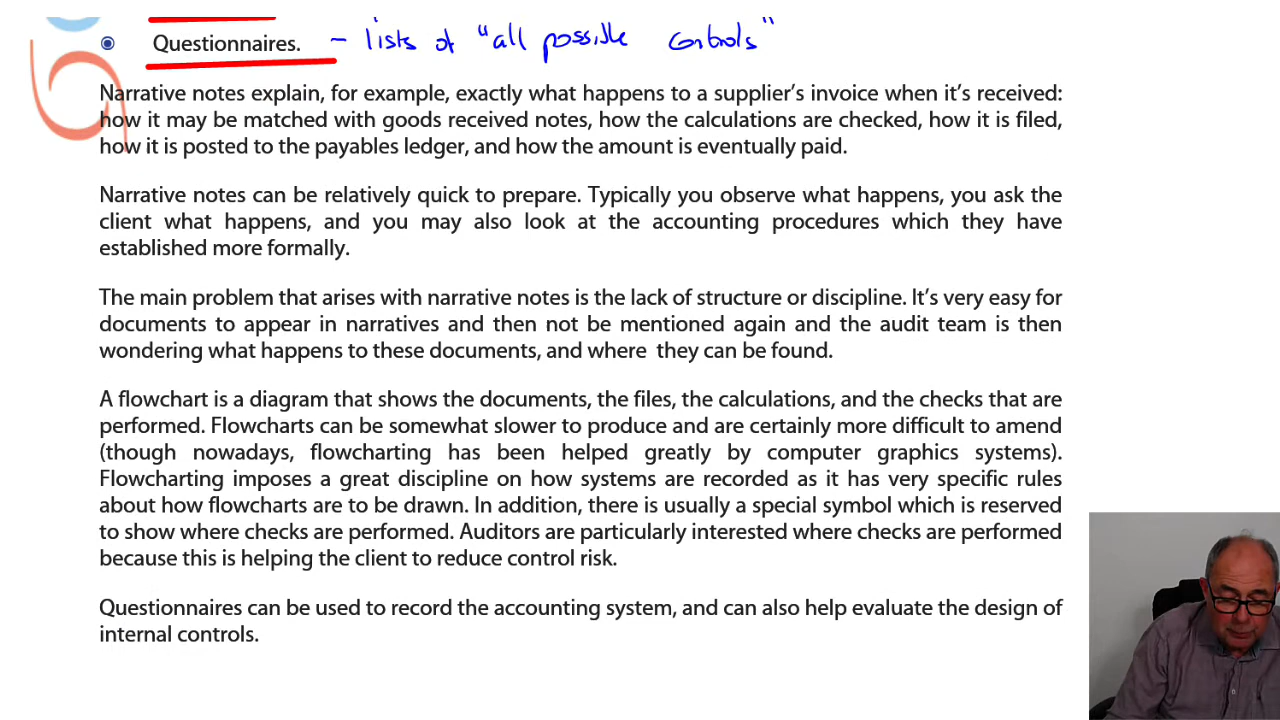 Questionnaires. – lists of "all possible controls"
Narrative notes explain, for example, exactly what happens to a supplier's invoice when it's received:
how it may be matched with goods received notes, how the calculations are checked, how it is filed,
how it is posted to the payables ledger, and how the amount is eventually paid.
Narrative notes can be relatively quick to prepare. Typically you observe what happens, you ask the
client what happens, and you may also look at the accounting procedures which they have
established more formally.
The main problem that arises with narrative notes is the lack of structure or discipline. It's very easy for
documents to appear in narratives and then not be mentioned again and the audit team is then
wondering what happens to these documents, and where they can be found.
A flowchart is a diagram that shows the documents, the files, the calculations, and the checks that are
performed. Flowcharts can be somewhat slower to produce and are certainly more difficult to amend
(though nowadays, flowcharting has been helped greatly by computer graphics systems).
Flowcharting imposes a great discipline on how systems are recorded as it has very specific rules
about how flowcharts are to be drawn. In addition, there is usually a special symbol which is reserved
to show where checks are performed. Auditors are particularly interested where checks are performed
because this is helping the client to reduce control risk.
Questionnaires can be used to record the accounting system, and can also help evaluate the design of
internal controls.